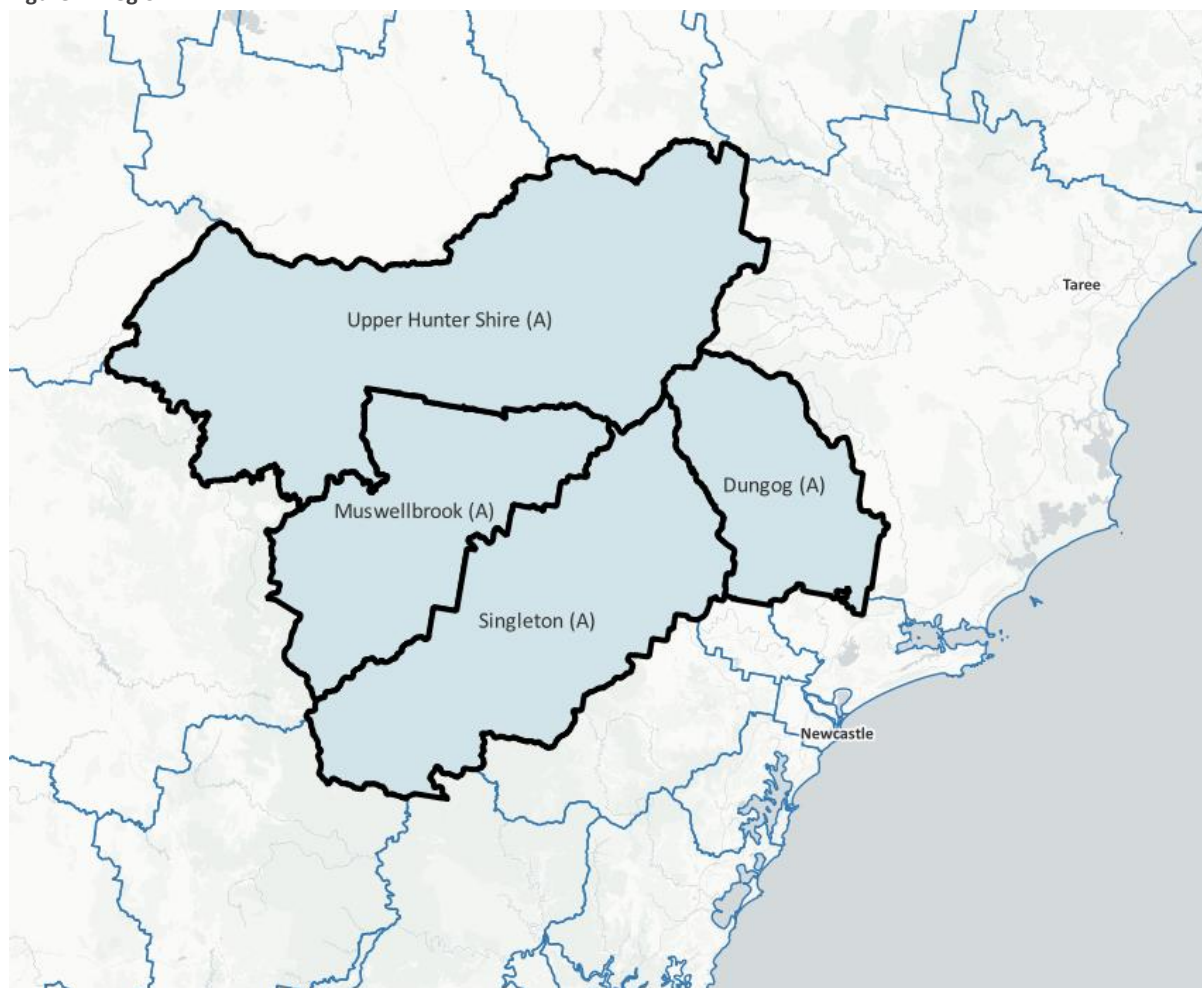 Taree
Upper Hunter Shire (A)
Dungog (A)
Muswellbrook (A)
Singleton (A)
Newcastle